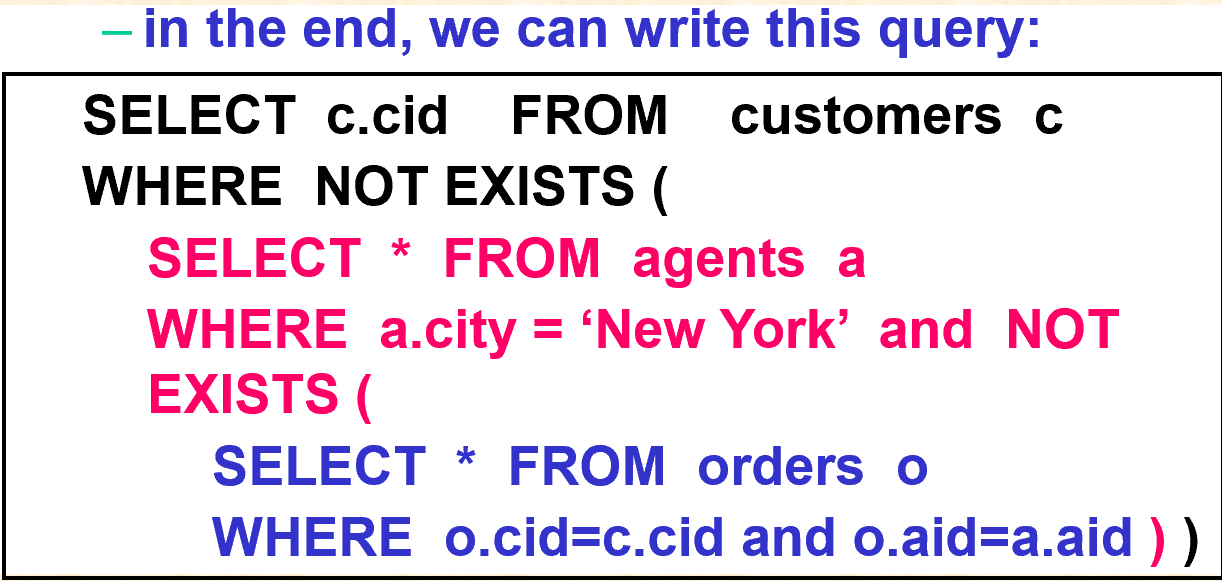 – in the end, we can write this query:
SELECT c.cid FROM customers c
WHERE NOT EXISTS (
SELECT * FROM agents a
WHERE a.city = ‘New York’ and NOT
EXISTS (
SELECT * FROM orders o
WHERE o.cid=c.cid and o.aid=a.aid ) )